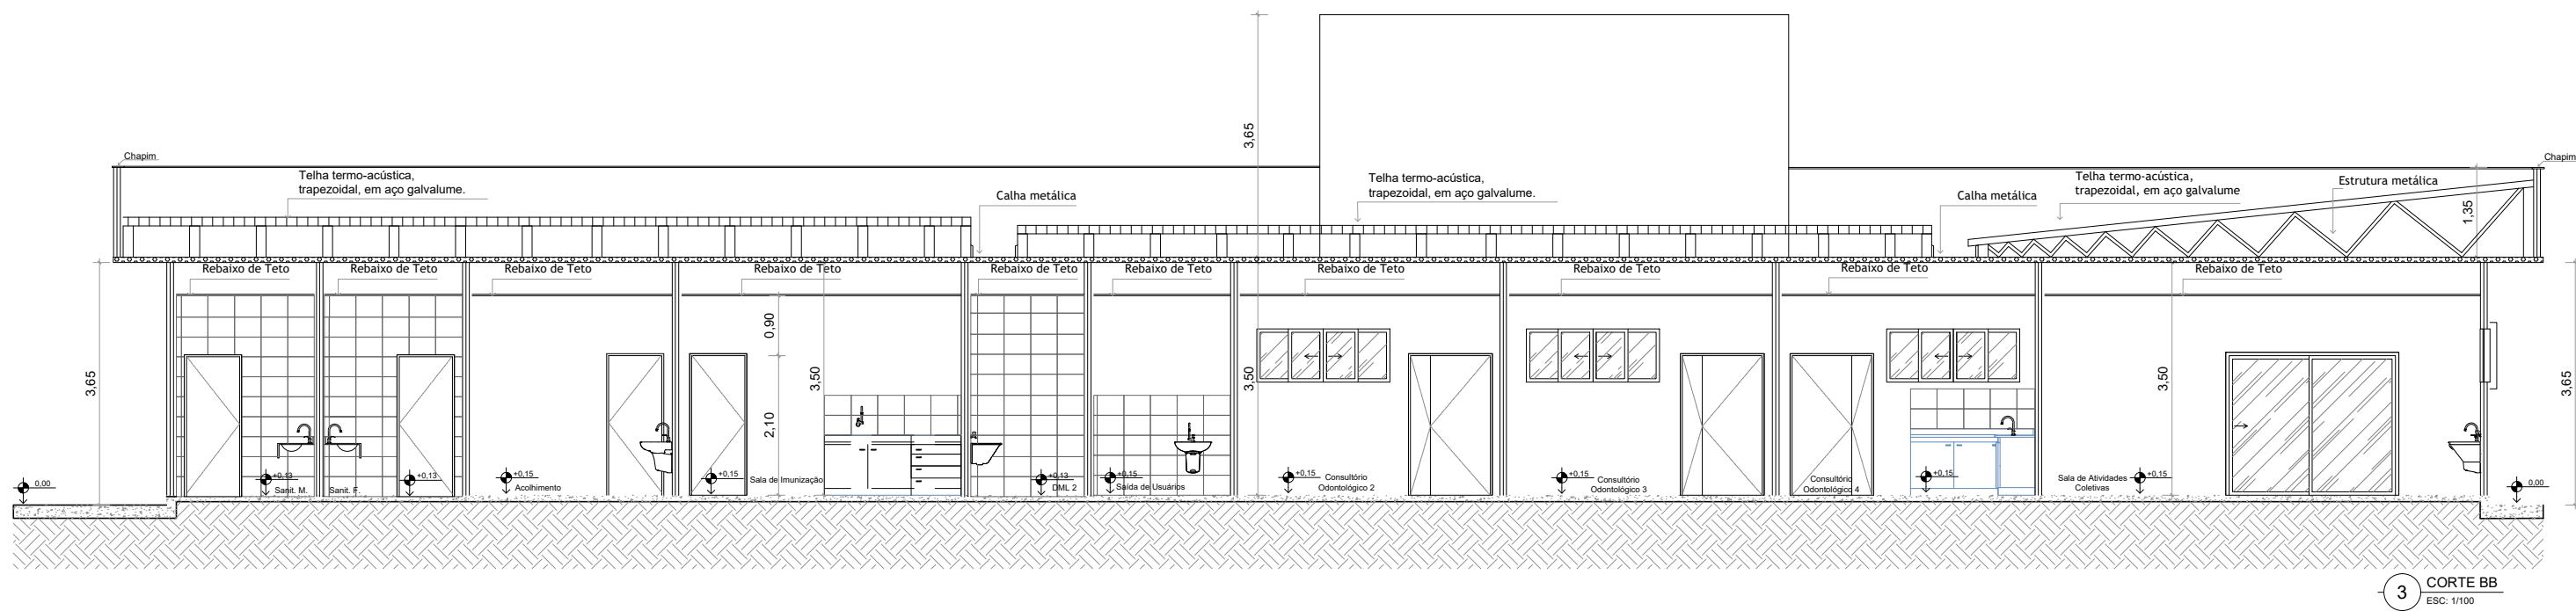 3,65
Chapim
Chapim
Telha termo-acústica,
trapezoidal, em aço galvalume.
Calha metálica
Telha termo-acústica,
trapezoidal, em aço galvalume.
Calha metálica
Telha termo-acústica,
trapezoidal, em aço galvalume
Estrutura metálica
1,35
Rebaixo de Teto
Rebaixo de Teto
Rebaixo de Teto
Rebaixo de Teto
Rebaixo de Teto
Rebaixo de Teto
Rebaixo de Teto
Rebaixo de Teto
Rebaixo de Teto
Rebaixo de Teto
3,65
0,90
2,10
3,50
3,50
3,50
3,65
0,00
+0,13
Sanit. M.
Sanit. F.
+0,13
+0,15
Acolhimento
+0,15
Sala de Imunização
+0,13
DML 2
+0,15
Saída de Usuários
+0,15
Consultório
Odontológico 2
+0,15
Consultório
Odontológico 3
Consultório
Odontológico 4
+0,15
Sala de Atividades
Coletivas
+0,15
0,00
3
CORTE BB
ESC: 1/100